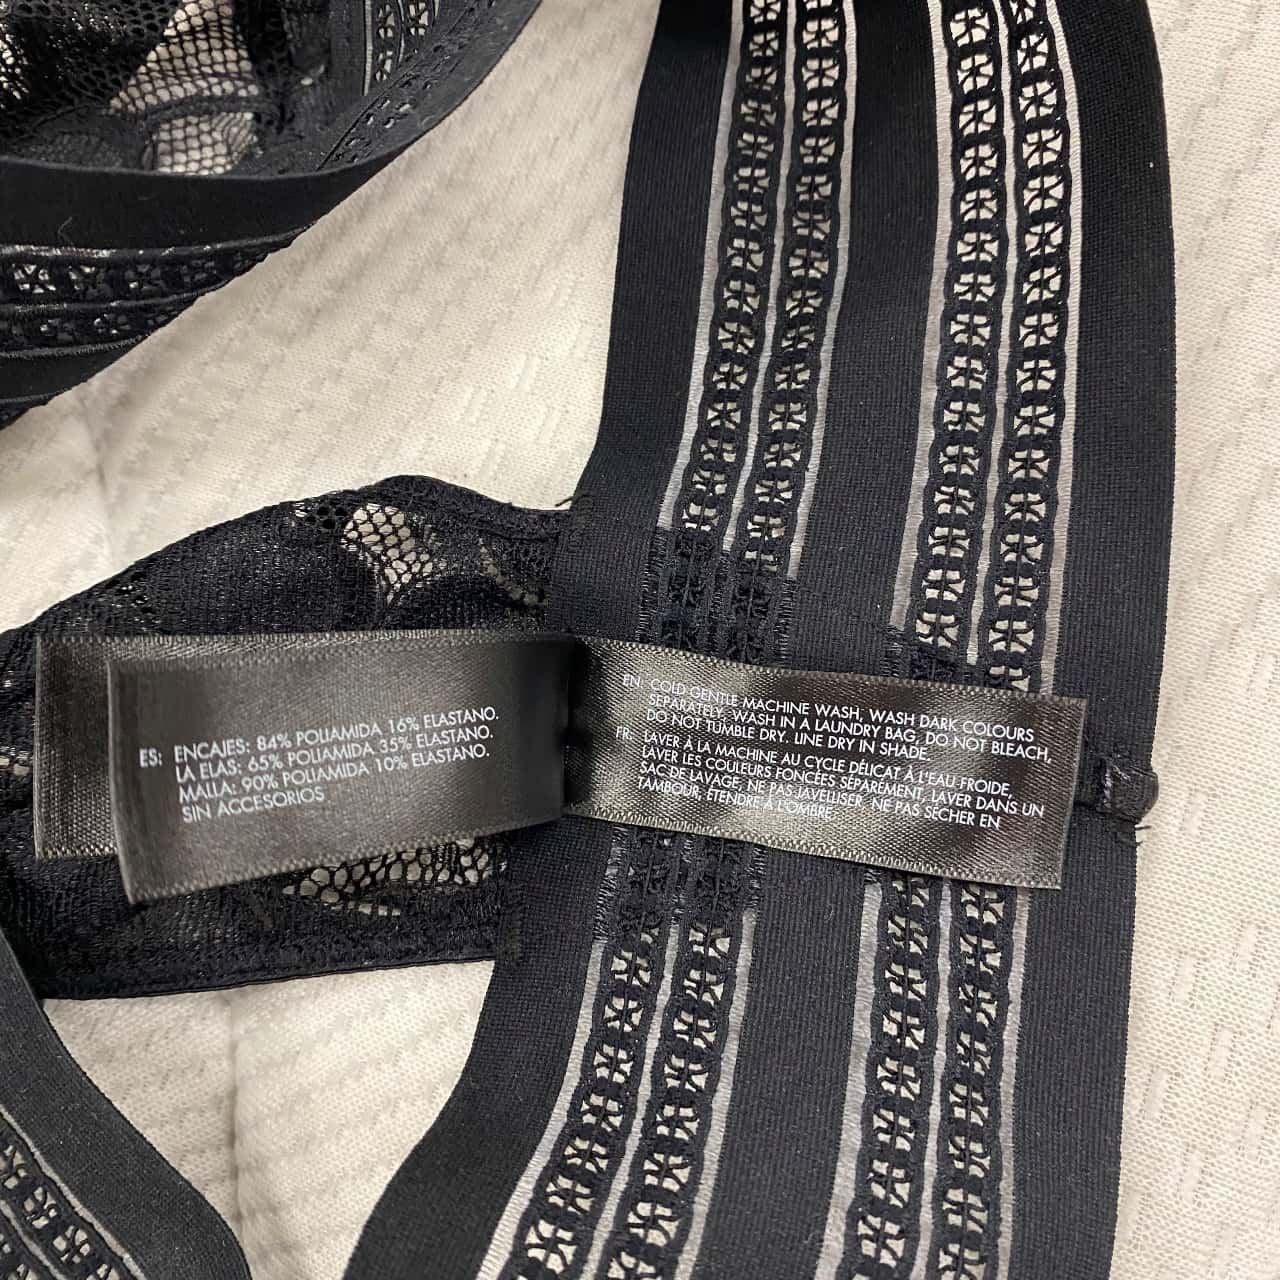 ES: ENCAJES: 84% POLIAMIDA 16% ELASTANO.
LA ELAS: 65% POLIAMIDA 35% ELASTANO.
MALLA: 90% POLIAMIDA 10% ELASTANO.
SIN ACCESORIOS
EN: COLD GENTLE MACHINE WASH, WASH DARK COLOURS
SEPARATELY. WASH IN A LAUNDRY BAG, DO NOT BLEACH,
DO NOT TUMBLE DRY. LINE DRY IN SHADE.
FR: LAVER À LA MACHINE AU CYCLE DÉLICAT À L'EAU FROIDE,
LAVER LES COULEURS FONCÉES SÉPARÉMENT, LAVER DANS UN
SAC DE LAVAGE, NE PAS JAVELLISER. NE PAS SÉCHER EN
TAMBOUR, ÉTENDRE À L'OMBRE.